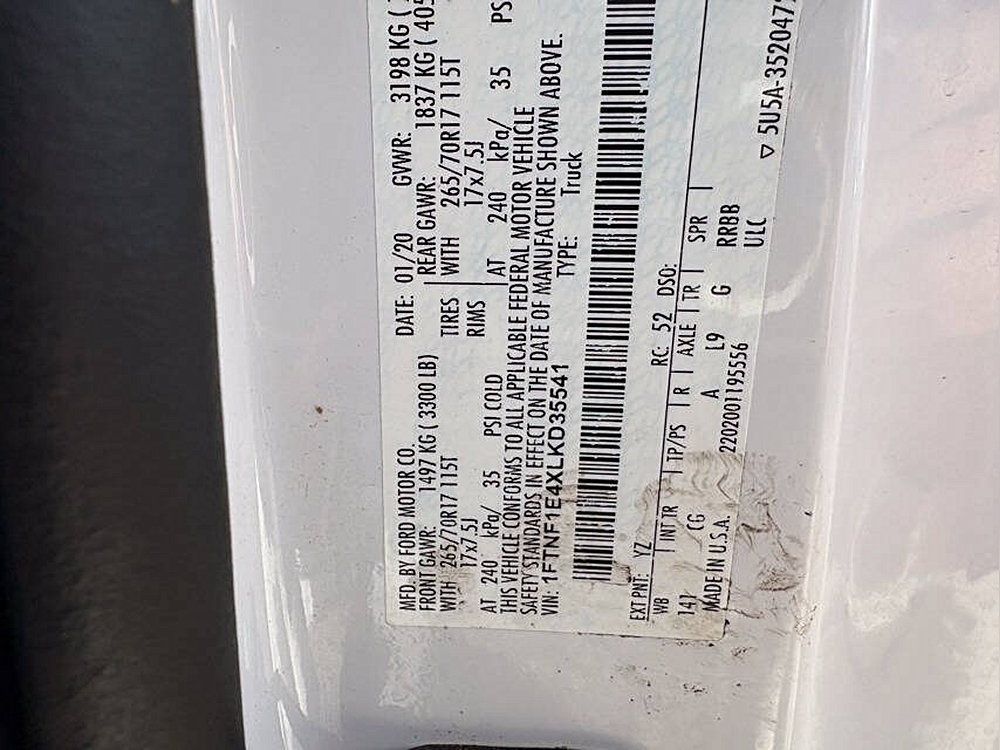 MFD. BY FORD MOTOR CO. DATE: 01/20 GVWR: 3198 KG (
FRONT GAWR: 1497 KG ( 3300 LB) REAR GAWR: 1837 KG ( 405
WITH 265/70R17 115T TIRES WITH 265/70R17 115T
17x7.5J RIMS 17x7.5J
AT 240 kPa/ 35 PSI COLD AT 240 kPa/ 35 PS
THIS VEHICLE CONFORMS TO ALL APPLICABLE FEDERAL MOTOR VEHICLE
SAFETY STANDARDS IN EFFECT ON THE DATE OF MANUFACTURE SHOWN ABOVE.
VIN: 1FTNF1E4XLKD35541 TYPE: Truck
EXT PNT: YZ RC: 52 DSO:
WB INT TR TP/PS R AXLE TR SPR
141 CG A L9 G RRBB
MADE IN U.S.A. 2202001195556 ULC
▽ 5U5A-3520472